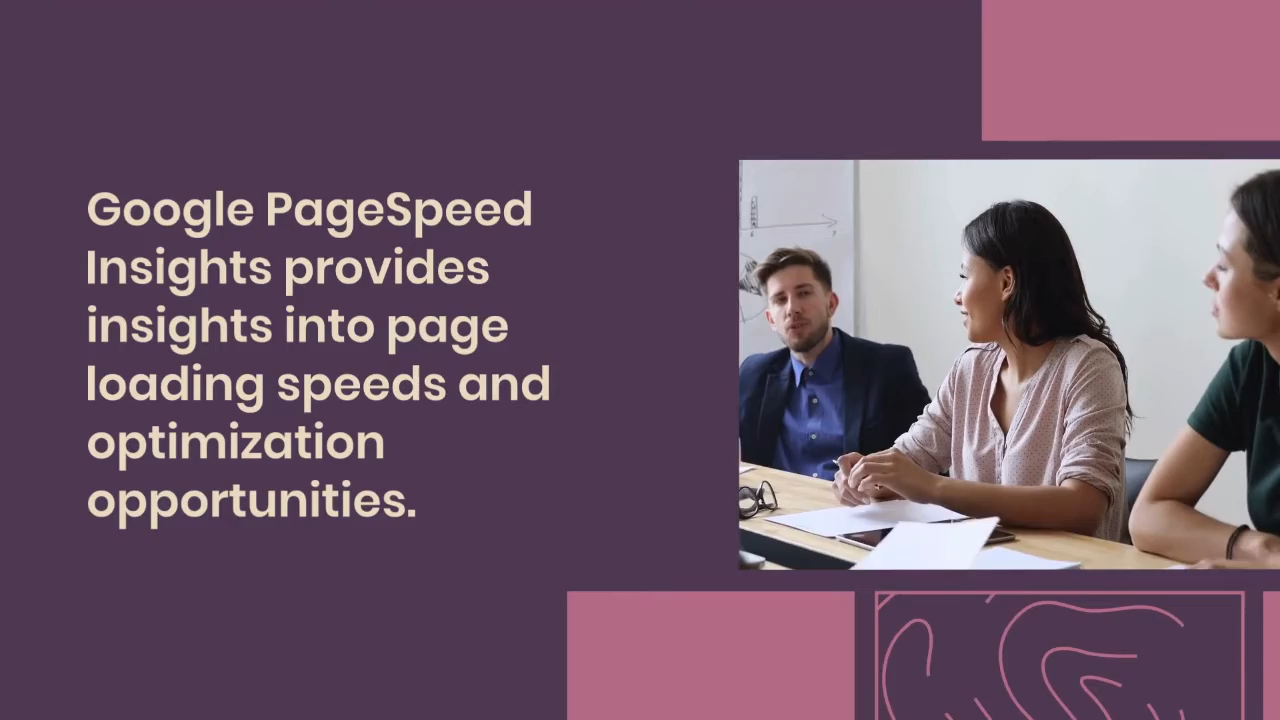 Google PageSpeed
Insights provides
insights into page
loading speeds and
optimization
opportunities.